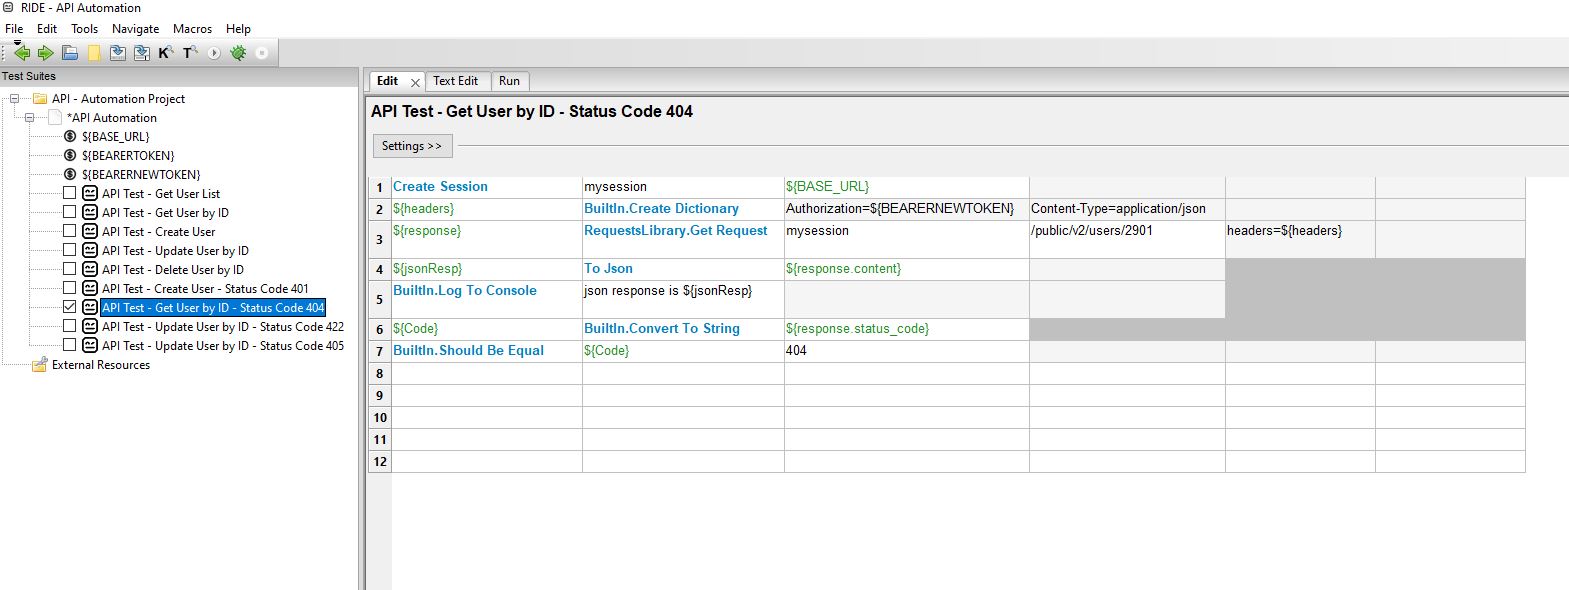 RIDE - API Automation
File Edit Tools Navigate Macros Help
K T
Test Suites
API - Automation Project
*API Automation
${BASE_URL}
${BEARERTOKEN}
${BEARERNEWTOKEN}
API Test - Get User List
API Test - Get User by ID
API Test - Create User
API Test - Update User by ID
API Test - Delete User by ID
API Test - Create User - Status Code 401
API Test - Get User by ID - Status Code 404
API Test - Update User by ID - Status Code 422
API Test - Update User by ID - Status Code 405
External Resources
Edit Text Edit Run
API Test - Get User by ID - Status Code 404
Settings >>
1 Create Session mysession ${BASE_URL}
2 ${headers} BuiltIn.Create Dictionary Authorization=${BEARERNEWTOKEN} Content-Type=application/json
3 ${response} RequestsLibrary.Get Request mysession /public/v2/users/2901 headers=${headers}
4 ${jsonResp} To Json ${response.content}
5 BuiltIn.Log To Console json response is ${jsonResp}
6 ${Code} BuiltIn.Convert To String ${response.status_code}
7 BuiltIn.Should Be Equal ${Code} 404
8
9
10
11
12